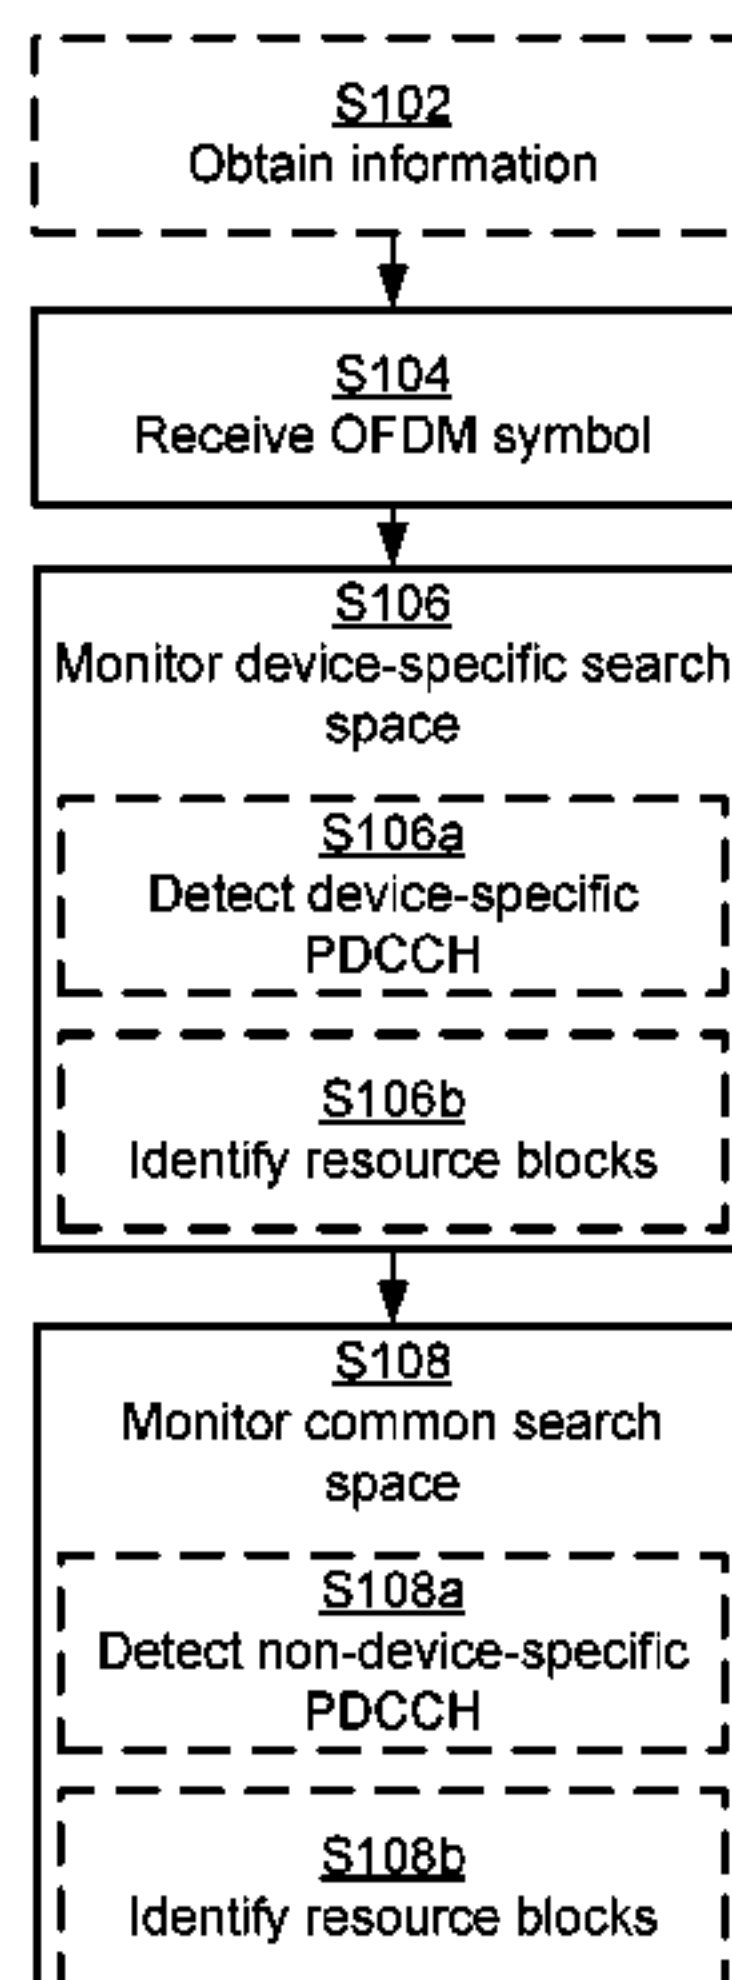 S102
Obtain information
S104
Receive OFDM symbol
S106
Monitor device-specific search
space
S106a
Detect device-specific
PDCCH
S106b
Identify resource blocks
S108
Monitor common search
space
S108a
Detect non-device-specific
PDCCH
S108b
Identify resource blocks